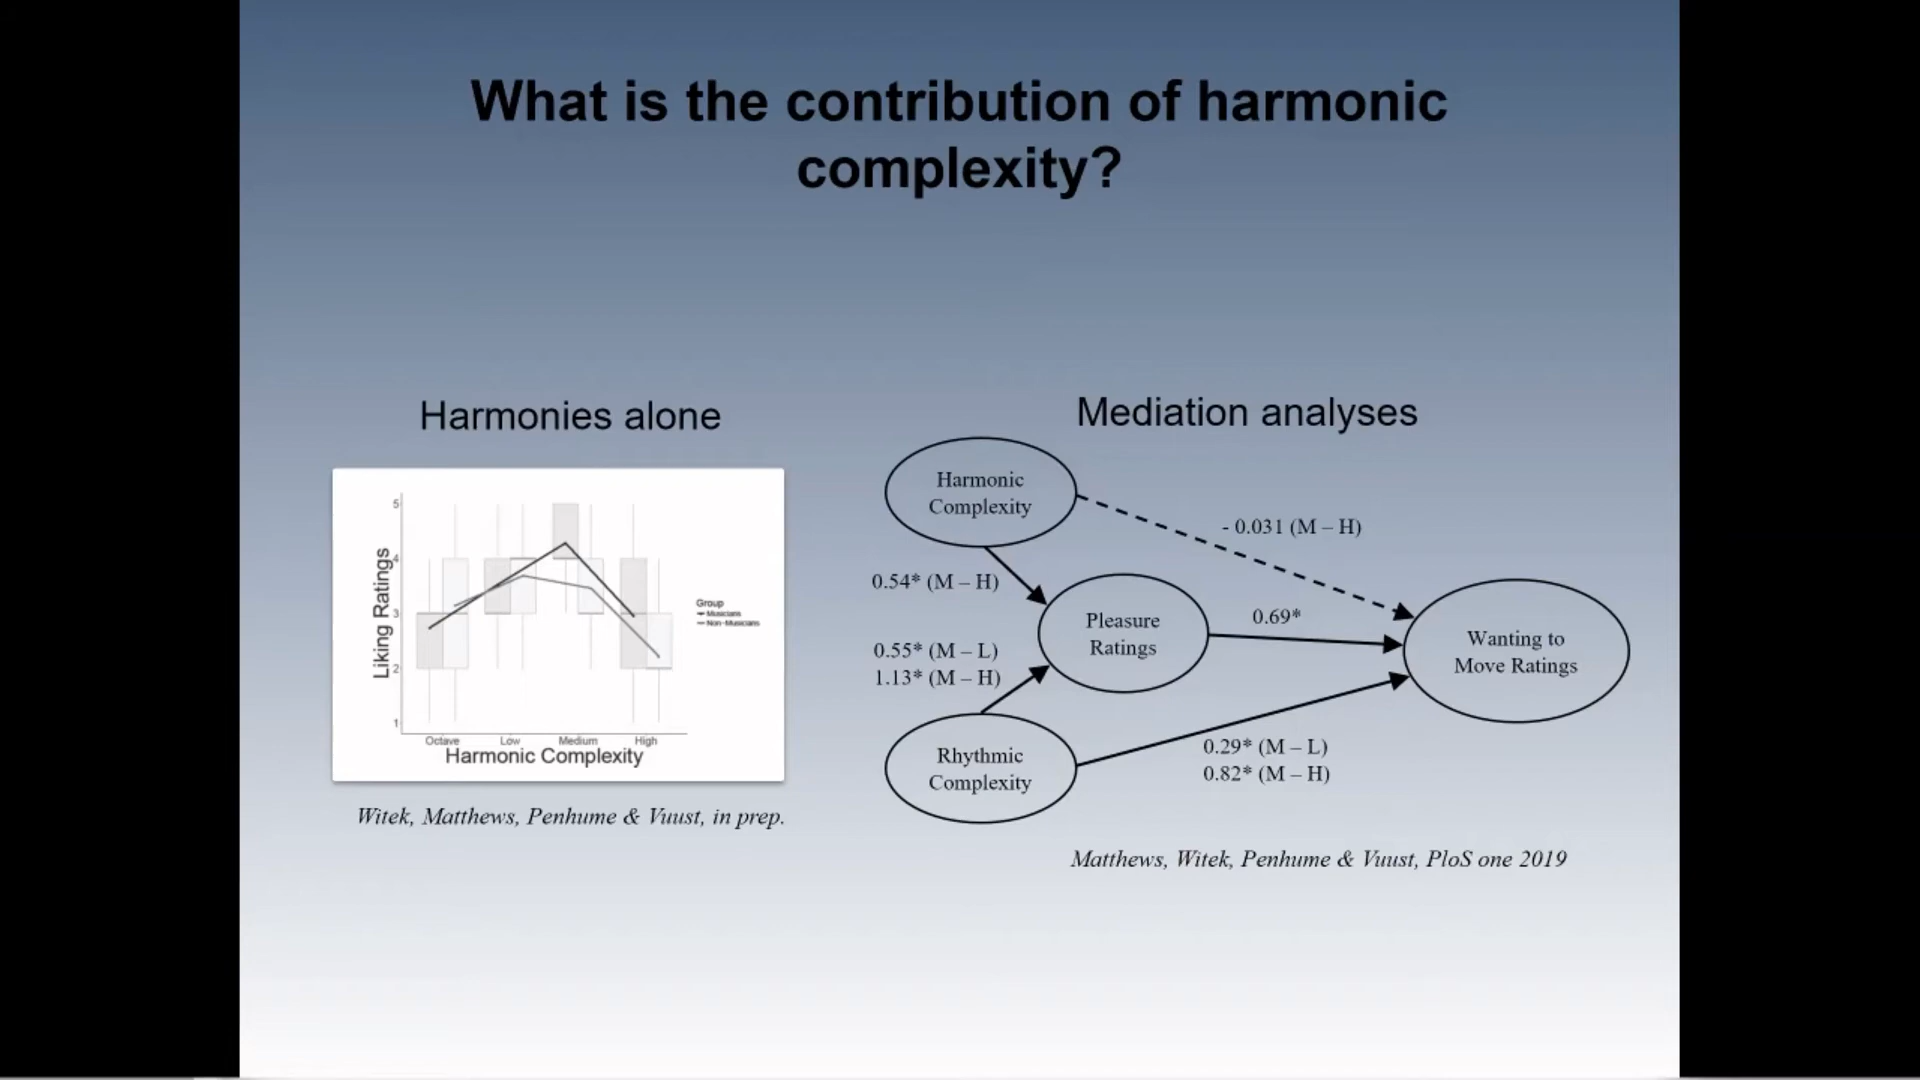 What is the contribution of harmonic
complexity?
Harmonies alone
5
4
3
2
1
Liking Ratings
Octave Low Medium High
Harmonic Complexity
Group
Musicians
Non-Musicians
Witek, Matthews, Penhume & Vuust, in prep.
Mediation analyses
Harmonic
Complexity
- 0.031 (M – H)
0.54* (M – H)
Pleasure
Ratings
0.69*
Wanting to
Move Ratings
0.55* (M – L)
1.13* (M – H)
Rhythmic
Complexity
0.29* (M – L)
0.82* (M – H)
Matthews, Witek, Penhume & Vuust, PloS one 2019